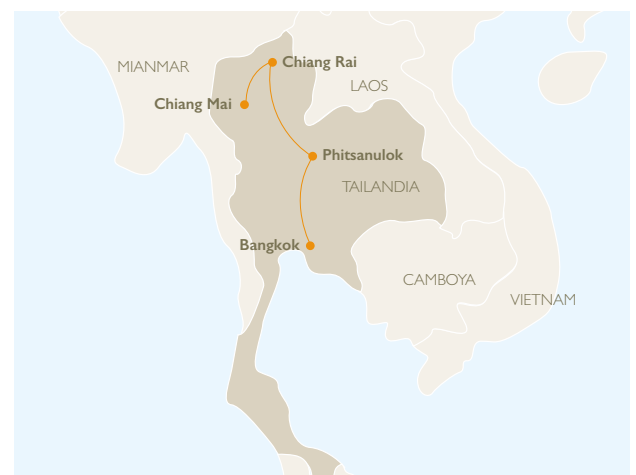 Chiang Rai
MIANMAR
LAOS
Chiang Mai
Phitsanulok
TAILANDIA
Bangkok
CAMBOYA
VIETNAM